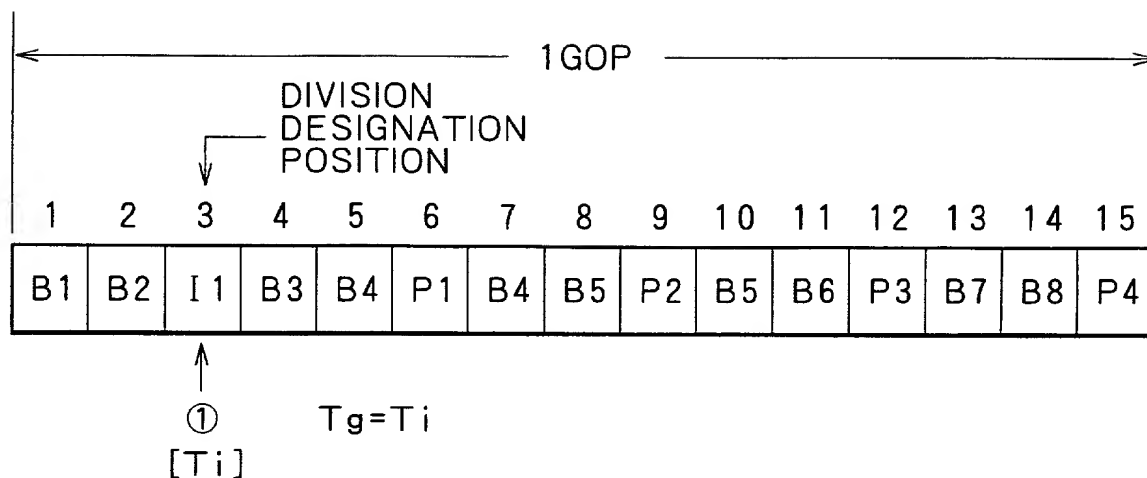 1GOP
DIVISION
DESIGNATION
POSITION
1 2 3 4 5 6 7 8 9 10 11 12 13 14 15
B1 B2 I1 B3 B4 P1 B4 B5 P2 B5 B6 P3 B7 B8 P4
① Tg=Ti
[Ti]